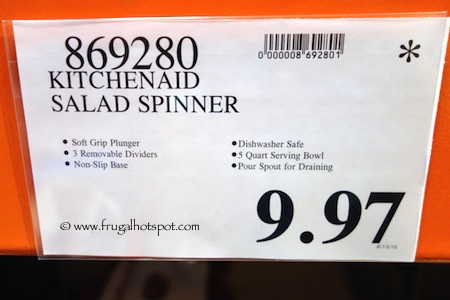 869280
0000008692801
*
KITCHENAID
SALAD SPINNER
• Soft Grip Plunger
• 3 Removable Dividers
• Non-Slip Base
• Dishwasher Safe
• 5 Quart Serving Bowl
• Pour Spout for Draining
© www.frugalhotspot.com
9.97